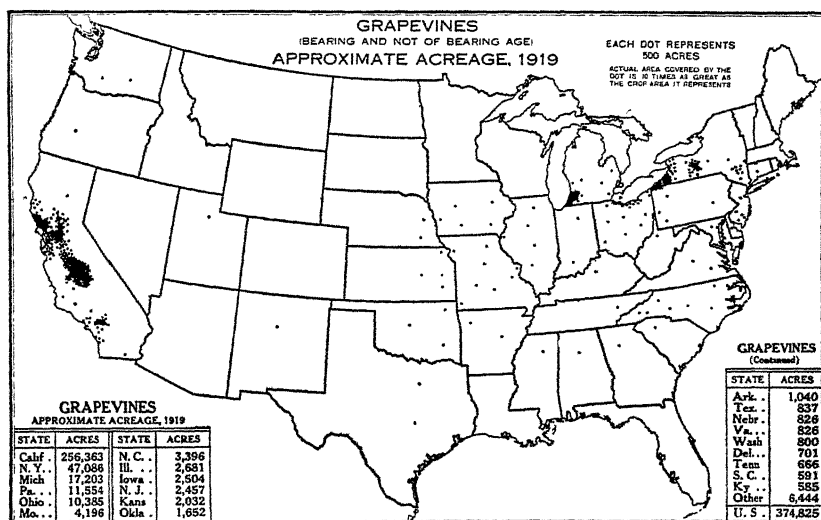 GRAPEVINES
(BEARING AND NOT OF BEARING AGE)
APPROXIMATE ACREAGE, 1919
EACH DOT REPRESENTS
500 ACRES
ACTUAL AREA COVERED BY THE
DOT IS 10 TIMES AS GREAT AS
THE CROP AREA IT REPRESENTS
GRAPEVINES
APPROXIMATE ACREAGE, 1919
STATE ACRES STATE ACRES
Calif. 256,363 N. C. . 3,396
N. Y. . 47,086 Ill. . . . 2,681
Mich 17,203 Iowa . 2,504
Pa. . . 11,554 N. J. . . 2,457
Ohio . 10,385 Kans 2,032
Mo. . . 4,196 Okla . 1,652
GRAPEVINES
(Continued)
STATE ACRES
Ark. . 1,040
Tex. . 837
Nebr. 826
Va. . . 826
Wash 800
Del. . . 701
Tenn 666
S. C. . 591
Ky . . 585
Other 6,444
U. S. 374,825